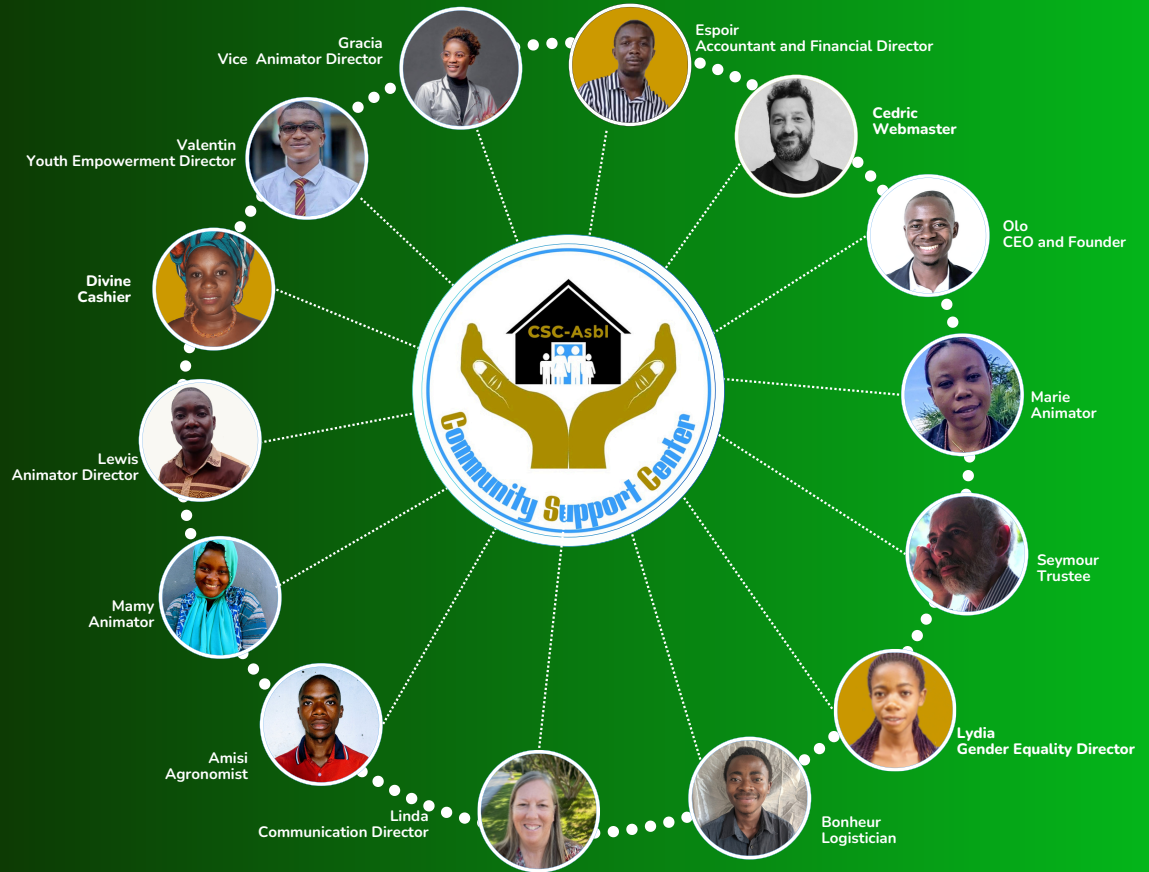 Gracia
Vice Animator Director
Espoir
Accountant and Financial Director
Cedric
Webmaster
Valentin
Youth Empowerment Director
Olo
CEO and Founder
Divine
Cashier
CSC-Asbl
Community Support Center
Marie
Animator
Lewis
Animator Director
Seymour
Trustee
Mamy
Animator
Lydia
Gender Equality Director
Amisi
Agronomist
Linda
Communication Director
Bonheur
Logistician